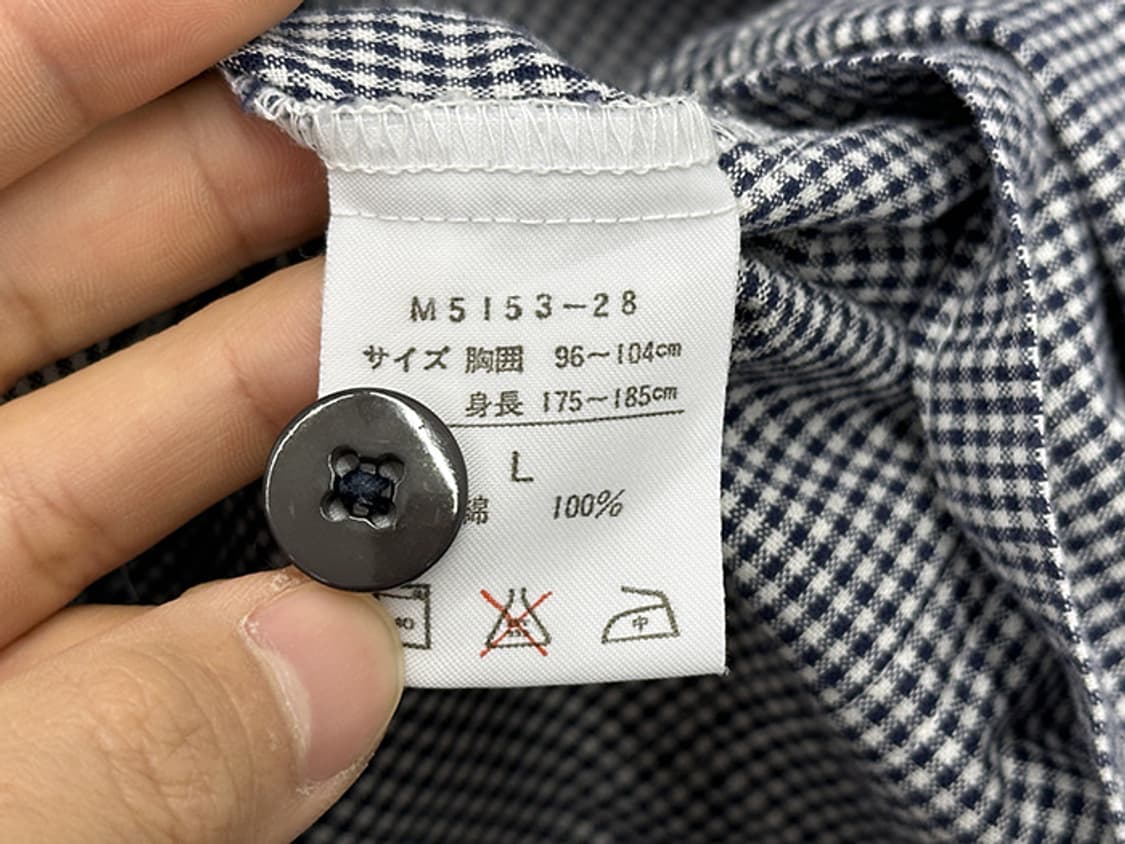 M5153-28
サイズ 胸囲 96〜104cm
身長 175〜185cm
L
綿 100%
中